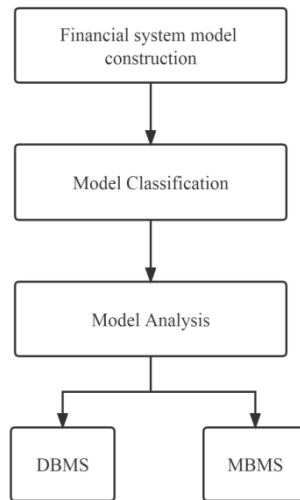 Financial system model
construction
Model Classification
Model Analysis
DBMS
MBMS